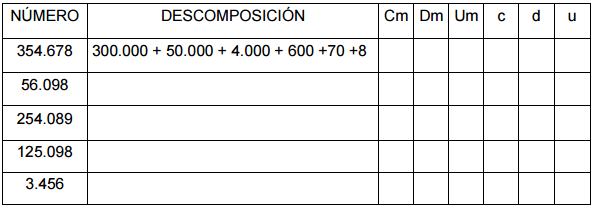 NÚMERO DESCOMPOSICIÓN Cm Dm Um c d u
354.678 300.000 + 50.000 + 4.000 + 600 +70 +8
56.098
254.089
125.098
3.456